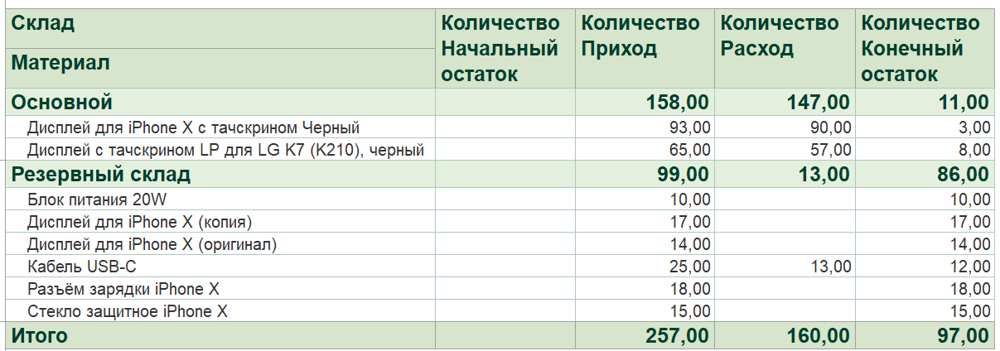 Склад Количество Количество Количество Количество
Начальный Приход Расход Конечный
Материал остаток остаток
Основной 158,00 147,00 11,00
Дисплей для iPhone X с тачскрином Черный 93,00 90,00 3,00
Дисплей с тачскрином LP для LG K7 (K210), черный 65,00 57,00 8,00
Резервный склад 99,00 13,00 86,00
Блок питания 20W 10,00 10,00
Дисплей для iPhone X (копия) 17,00 17,00
Дисплей для iPhone X (оригинал) 14,00 14,00
Кабель USB-C 25,00 13,00 12,00
Разъём зарядки iPhone X 18,00 18,00
Стекло защитное iPhone X 15,00 15,00
Итого 257,00 160,00 97,00